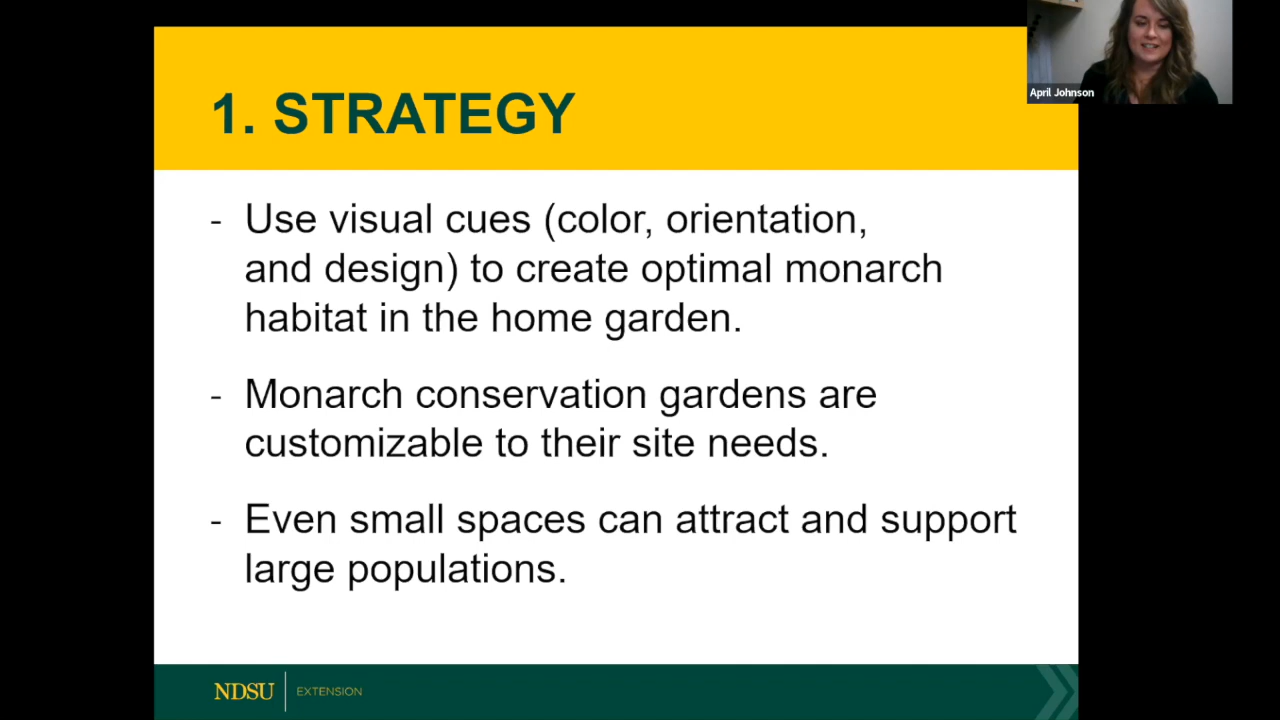 1. STRATEGY
April Johnson
- Use visual cues (color, orientation,
and design) to create optimal monarch
habitat in the home garden.
- Monarch conservation gardens are
customizable to their site needs.
- Even small spaces can attract and support
large populations.
NDSU EXTENSION